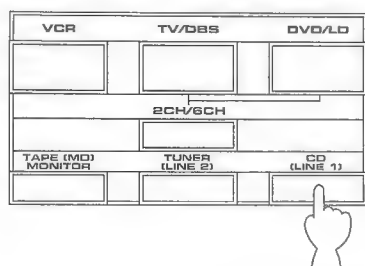 VCR TV/DBS DVD/LD
2CH/6CH
TAPE (MD) TUNER CD
MONITOR (LINE 2) (LINE 1)